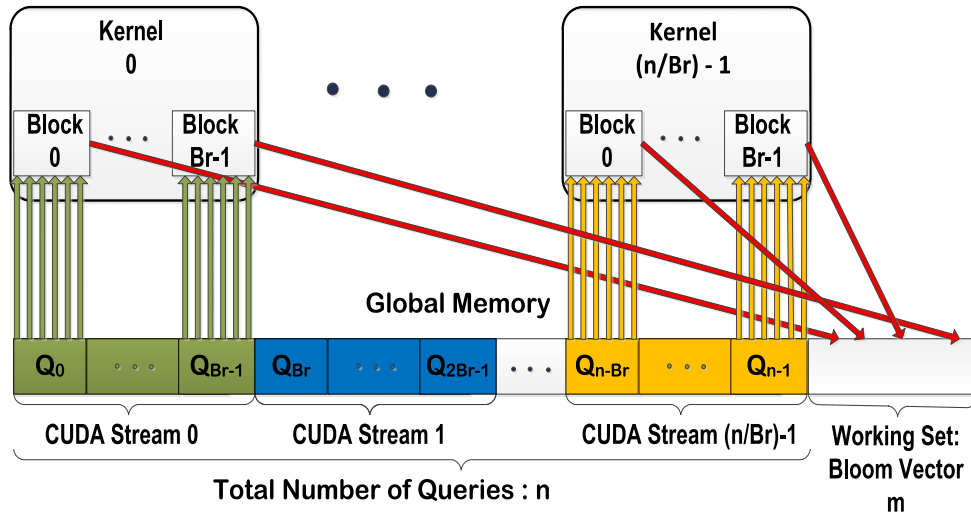 Kernel
0
Kernel
(n/Br) - 1
Block
0
Block
Br-1
Block
0
Block
Br-1
Global Memory
Q0
QBr-1
QBr
Q2Br-1
Qn-Br
Qn-1
CUDA Stream 0
CUDA Stream 1
CUDA Stream (n/Br)-1
Working Set:
Bloom Vector
m
Total Number of Queries : n